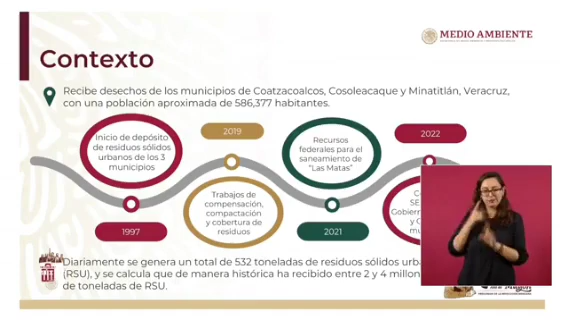 MEDIO AMBIENTE
Contexto
Recibe desechos de los municipios de Coatzacoalcos, Cosoleacaque y Minatitlán, Veracruz,
con una población aproximada de 586,377 habitantes.
Inicio de depósito
de residuos sólidos
urbanos de los 3
municipios
1997
2019
Trabajos de
compensación,
compactación
y cobertura de
residuos
Recursos
federales para el
saneamiento de
"Las Matas"
2021
2022
SE
Gobiern
y C
mu
Diariamente se genera un total de 532 toneladas de residuos sólidos urba
(RSU), y se calcula que de manera histórica ha recibido entre 2 y 4 millon
de toneladas de RSU.